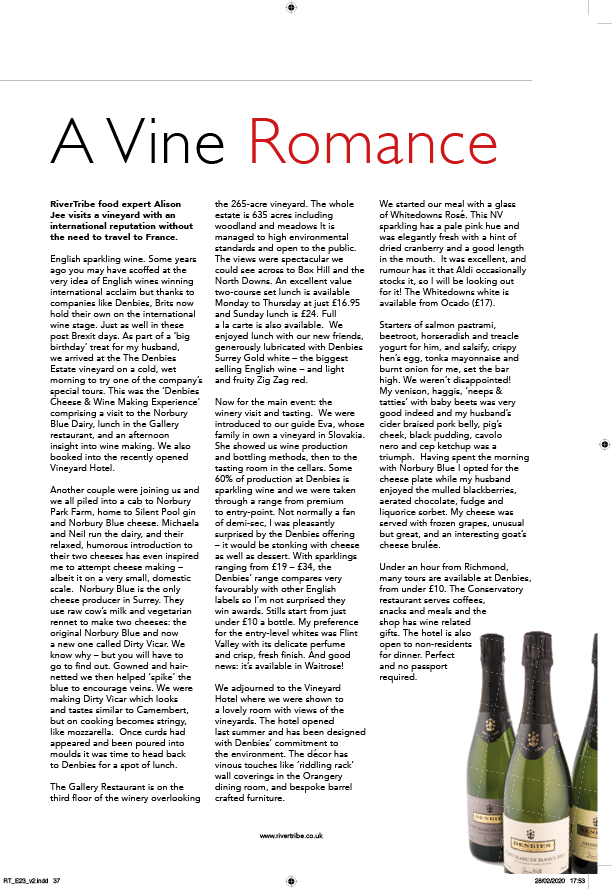 A Vine Romance
RiverTribe food expert Alison
Jee visits a vineyard with an
international reputation without
the need to travel to France.
English sparkling wine. Some years
ago you may have scoffed at the
very idea of English wines winning
international acclaim but thanks to
companies like Denbies, Brits now
hold their own on the international
wine stage. Just as well in these
post Brexit days. As part of a ‘big
birthday’ treat for my husband,
we arrived at the The Denbies
Estate vineyard on a cold, wet
morning to try one of the company’s
special tours. This was the ‘Denbies
Cheese & Wine Making Experience’
comprising a visit to the Norbury
Blue Dairy, lunch in the Gallery
restaurant, and an afternoon
insight into wine making. We also
booked into the recently opened
Vineyard Hotel.
Another couple were joining us and
we all piled into a cab to Norbury
Park Farm, home to Silent Pool gin
and Norbury Blue cheese. Michaela
and Neil run the dairy, and their
relaxed, humorous introduction to
their two cheeses has even inspired
me to attempt cheese making –
albeit it on a very small, domestic
scale.  Norbury Blue is the only
cheese producer in Surrey. They
use raw cow’s milk and vegetarian
rennet to make two cheeses: the
original Norbury Blue and now
a new one called Dirty Vicar. We
know why – but you will have to
go to find out. Gowned and hair-
netted we then helped ‘spike’ the
blue to encourage veins. We were
making Dirty Vicar which looks
and tastes similar to Camembert,
but on cooking becomes stringy,
like mozzarella.  Once curds had
appeared and been poured into
moulds it was time to head back
to Denbies for a spot of lunch.
The Gallery Restaurant is on the
third floor of the winery overlooking
the 265-acre vineyard. The whole
estate is 635 acres including
woodland and meadows It is
managed to high environmental
standards and open to the public.
The views were spectacular we
could see across to Box Hill and the
North Downs. An excellent value
two-course set lunch is available
Monday to Thursday at just £16.95
and Sunday lunch is £24. Full
a la carte is also available.  We
enjoyed lunch with our new friends,
generously lubricated with Denbies
Surrey Gold white – the biggest
selling English wine – and light
and fruity Zig Zag red.
Now for the main event: the
winery visit and tasting.  We were
introduced to our guide Eva, whose
family in own a vineyard in Slovakia.
She showed us wine production
and bottling methods, then to the
tasting room in the cellars. Some
60% of production at Denbies is
sparkling wine and we were taken
through a range from premium
to entry-point. Not normally a fan
of demi-sec, I was pleasantly
surprised by the Denbies offering
– it would be stonking with cheese
as well as dessert. With sparklings
ranging from £19 – £34, the
Denbies’ range compares very
favourably with other English
labels so I’m not surprised they
win awards. Stills start from just
under £10 a bottle. My preference
for the entry-level whites was Flint
Valley with its delicate perfume
and crisp, fresh finish. And good
news: it’s available in Waitrose!
We adjourned to the Vineyard
Hotel where we were shown to
a lovely room with views of the
vineyards. The hotel opened
last summer and has been designed
with Denbies’ commitment to
the environment. The décor has
vinous touches like ‘riddling rack’
wall coverings in the Orangery
dining room, and bespoke barrel
crafted furniture.
We started our meal with a glass
of Whitedowns Rosé. This NV
sparkling has a pale pink hue and
was elegantly fresh with a hint of
dried cranberry and a good length
in the mouth.  It was excellent, and
rumour has it that Aldi occasionally
stocks it, so I will be looking out
for it! The Whitedowns white is
available from Ocado (£17).
Starters of salmon pastrami,
beetroot, horseradish and treacle
yogurt for him, and salsify, crispy
hen’s egg, tonka mayonnaise and
burnt onion for me, set the bar
high. We weren’t disappointed!
My venison, haggis, ‘neeps &
tatties’ with baby beets was very
good indeed and my husband’s
cider braised pork belly, pig’s
cheek, black pudding, cavolo
nero and cep ketchup was a
triumph.  Having spent the morning
with Norbury Blue I opted for the
cheese plate while my husband
enjoyed the mulled blackberries,
aerated chocolate, fudge and
liquorice sorbet. My cheese was
served with frozen grapes, unusual
but great, and an interesting goat’s
cheese brulée.
Under an hour from Richmond,
many tours are available at Denbies,
from under £10. The Conservatory
restaurant serves coffees,
snacks and meals and the
shop has wine related
gifts. The hotel is also
open to non-residents
for dinner. Perfect
and no passport
required.
DENBIES
DENBIES
BLANC DE BLANCS
www.rivertribe.co.uk
RT_E23_v2.indd   37
28/02/2020   17:53